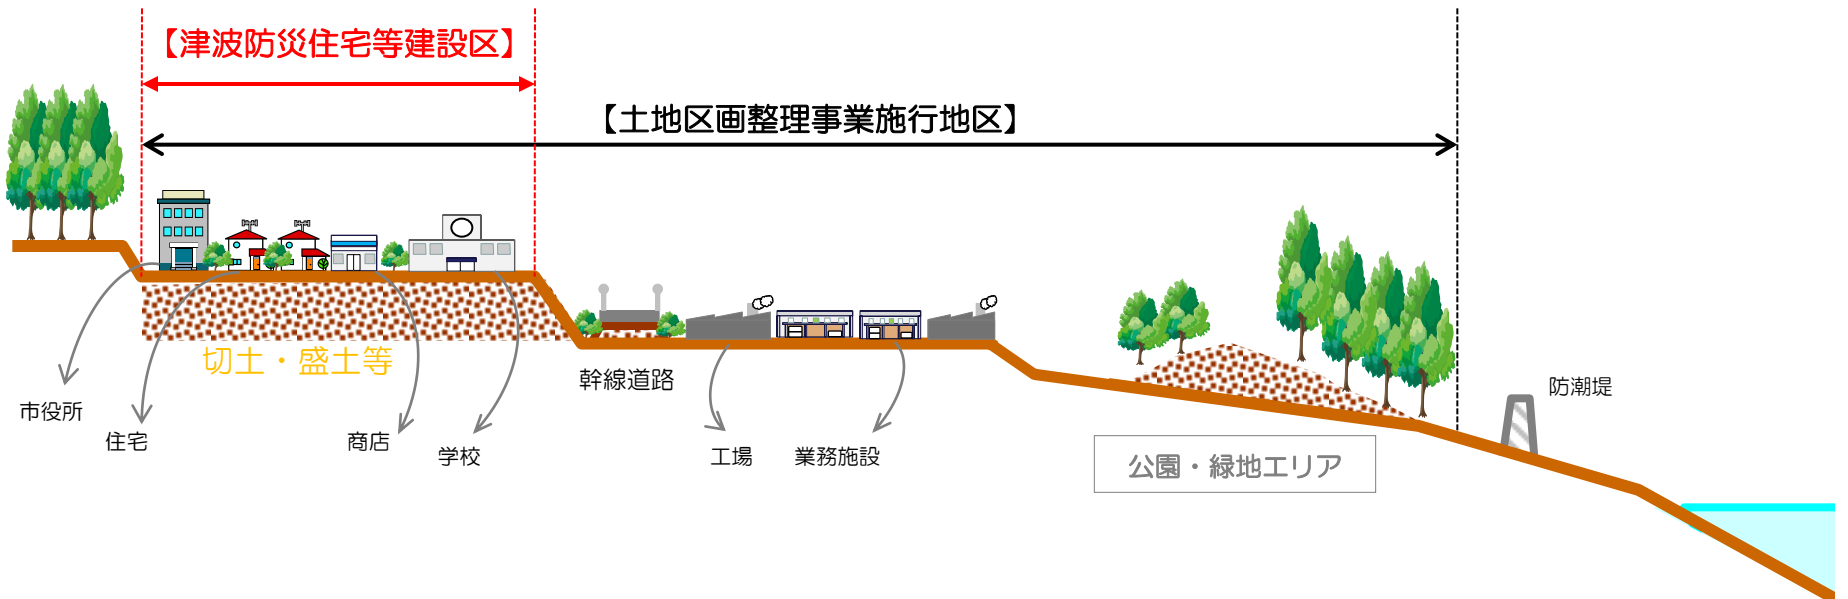 【津波防災住宅等建設区】
【土地区画整理事業施行地区】
切土・盛土等
幹線道路
防潮堤
市役所
住宅
商店
学校
工場
業務施設
公園・緑地エリア